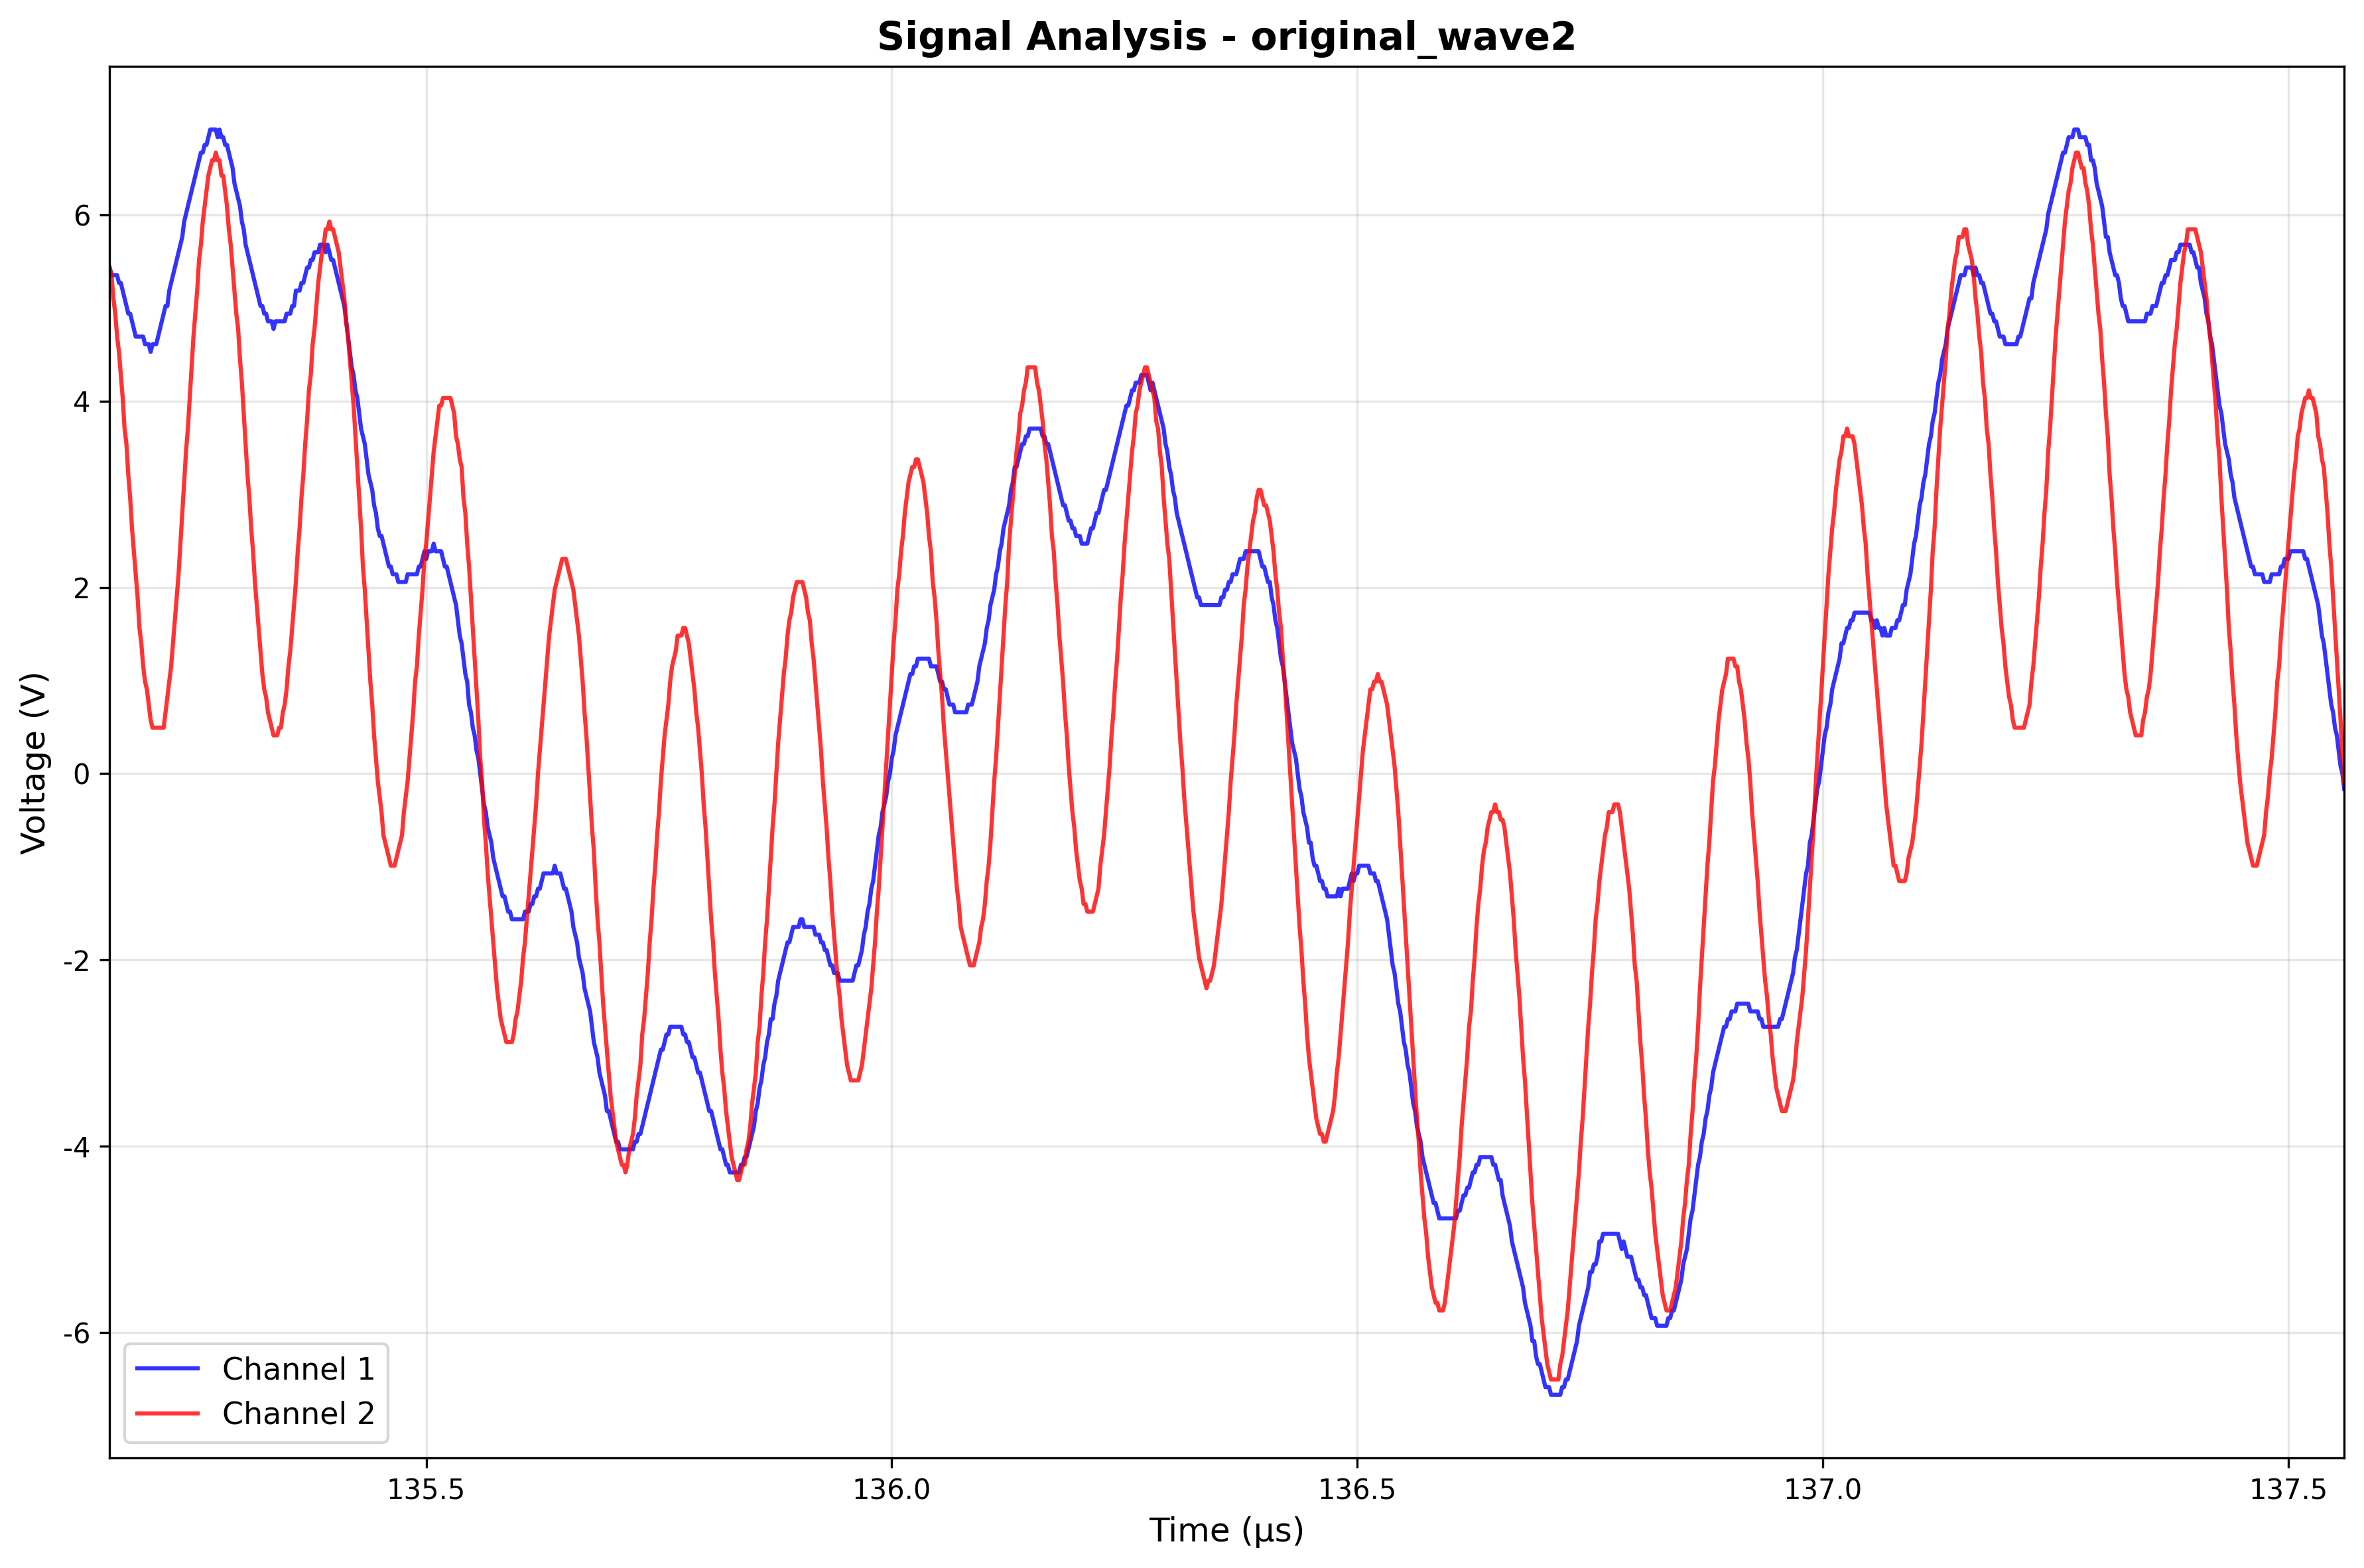 Signal Analysis - original_wave2
Voltage (V)
6
4
2
0
-2
-4
-6
Channel 1
Channel 2
135.5
136.0
136.5
137.0
137.5
Time (µs)